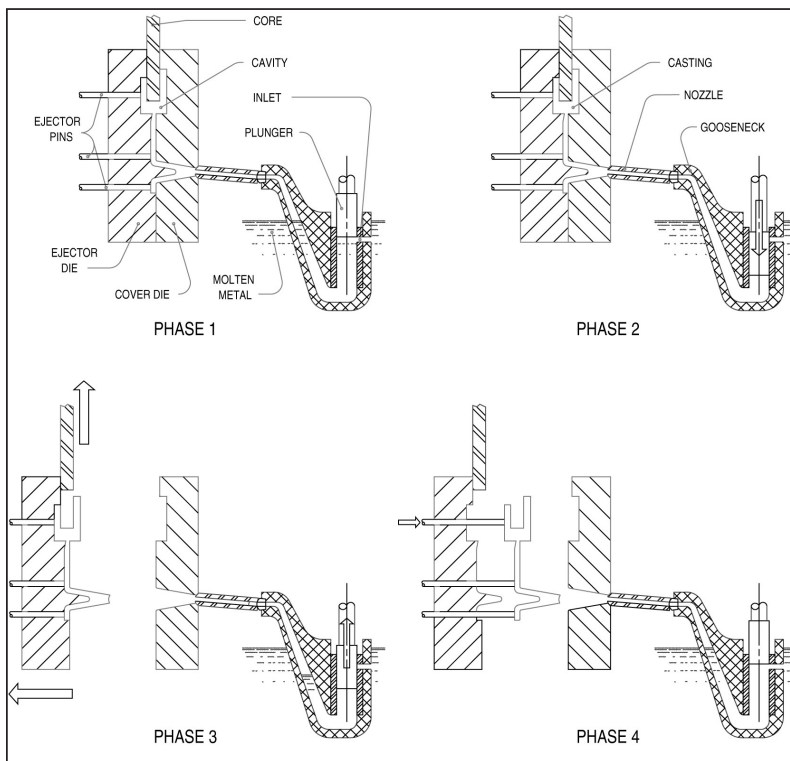 CORE
CAVITY
INLET
PLUNGER
EJECTOR
PINS
EJECTOR
DIE
COVER DIE
MOLTEN
METAL
PHASE 1
CASTING
NOZZLE
GOOSENECK
PHASE 2
PHASE 3
PHASE 4